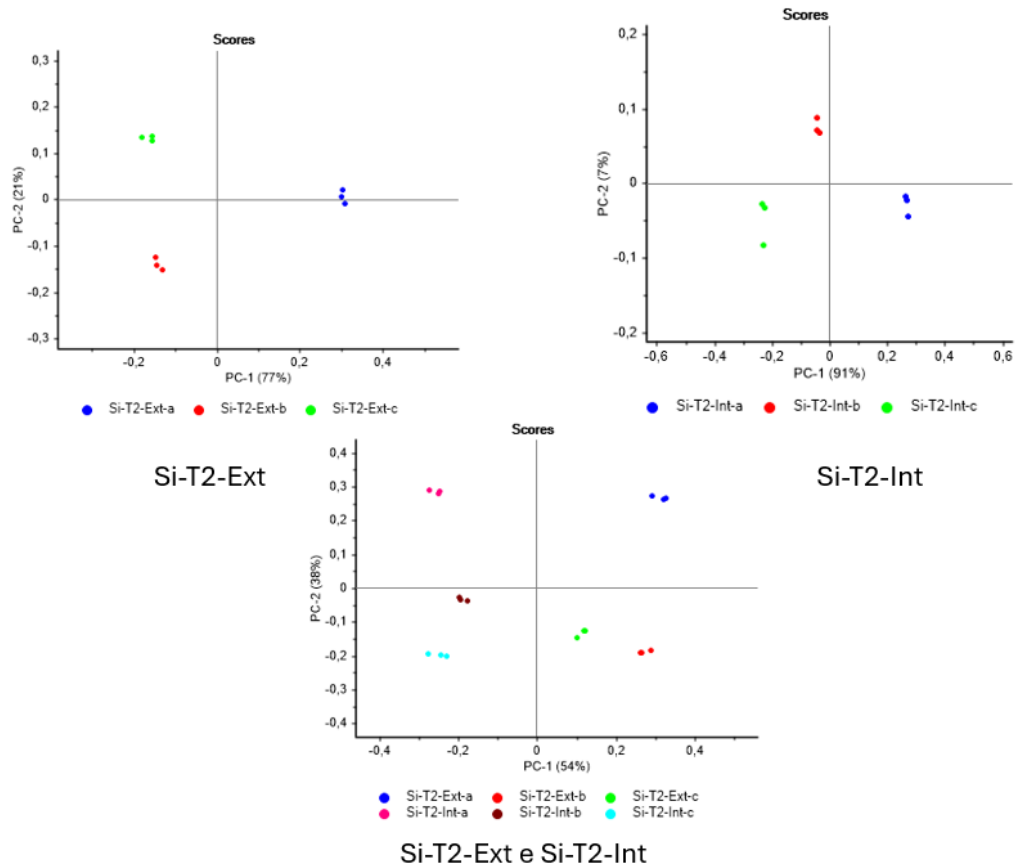 Scores
0,3
0,2
0,1
0
-0,1
-0,2
-0,3
PC-2 (21%)
-0,2 0 0,2 0,4
PC-1 (77%)
Si-T2-Ext-a Si-T2-Ext-b Si-T2-Ext-c
Si-T2-Ext
Scores
0,2
0,1
0
-0,1
-0,2
PC-2 (7%)
-0,6 -0,4 -0,2 0 0,2 0,4 0,6
PC-1 (91%)
Si-T2-Int-a Si-T2-Int-b Si-T2-Int-c
Si-T2-Int
Scores
0,4
0,3
0,2
0,1
0
-0,1
-0,2
-0,3
-0,4
PC-2 (38%)
-0,4 -0,2 0 0,2 0,4
PC-1 (54%)
Si-T2-Ext-a Si-T2-Ext-b Si-T2-Ext-c
Si-T2-Int-a Si-T2-Int-b Si-T2-Int-c
Si-T2-Ext e Si-T2-Int